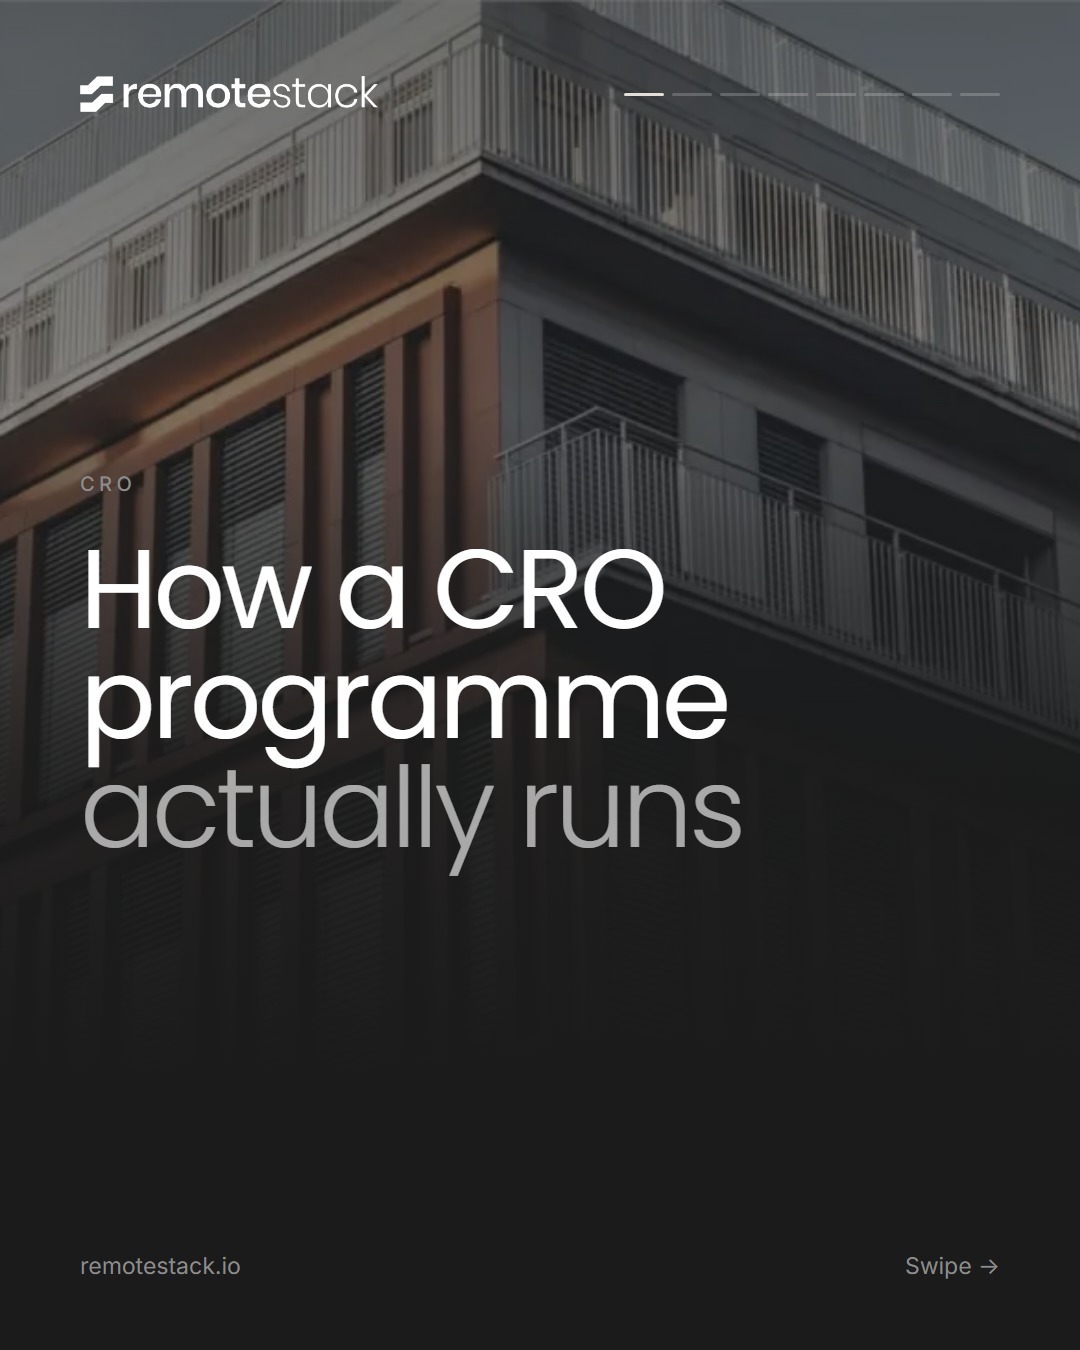 remotestack
CRO
How a CRO
programme
actually runs
remotestack.io
Swipe →